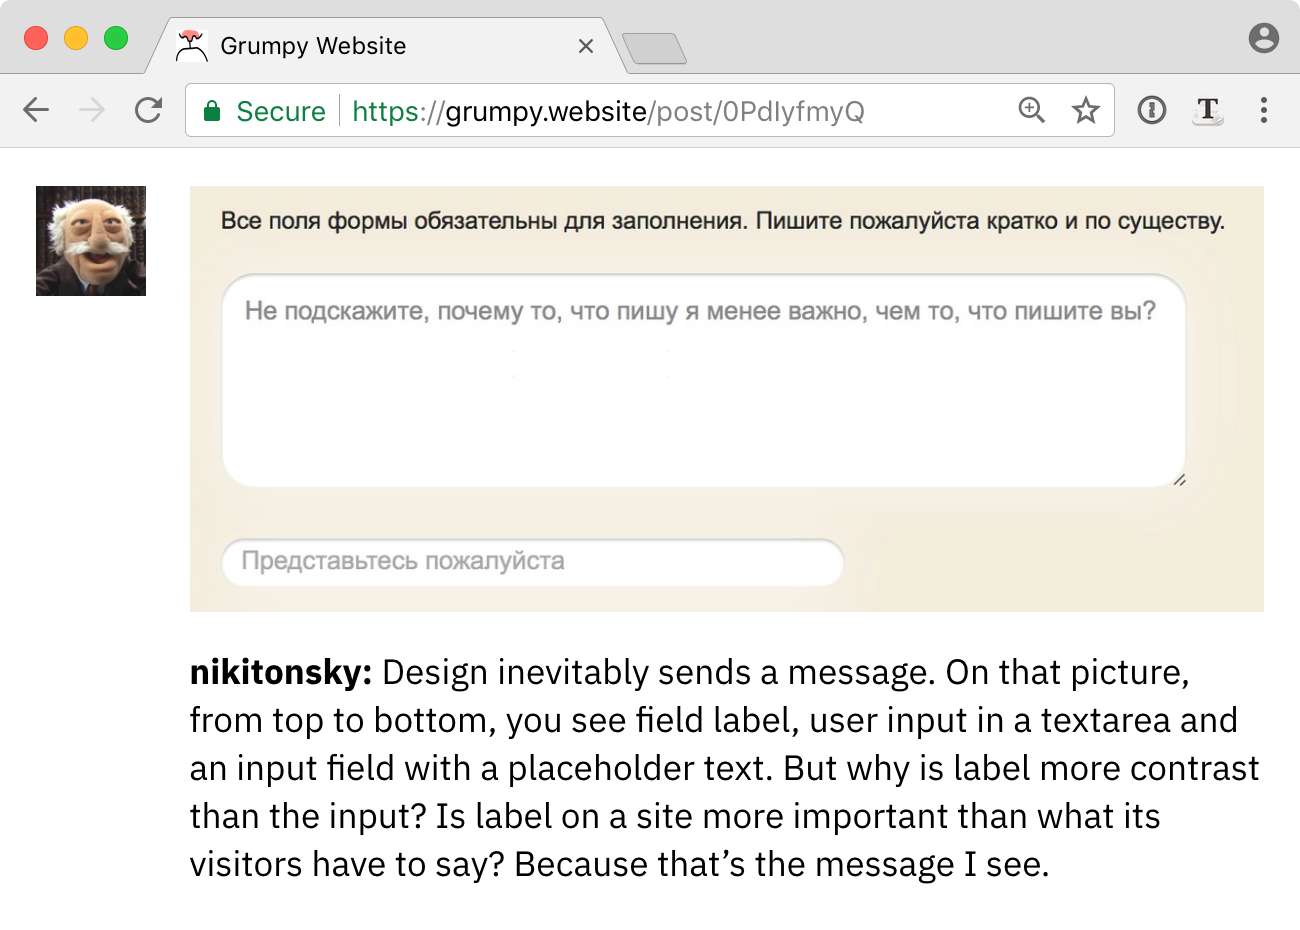 Grumpy Website
Secure https://grumpy.website/post/0PdIyfmyQ
Все поля формы обязательны для заполнения. Пишите пожалуйста кратко и по существу.
Не подскажите, почему то, что пишу я менее важно, чем то, что пишите вы?
Представьтесь пожалуйста
nikitonsky: Design inevitably sends a message. On that picture,
from top to bottom, you see field label, user input in a textarea and
an input field with a placeholder text. But why is label more contrast
than the input? Is label on a site more important than what its
visitors have to say? Because that’s the message I see.